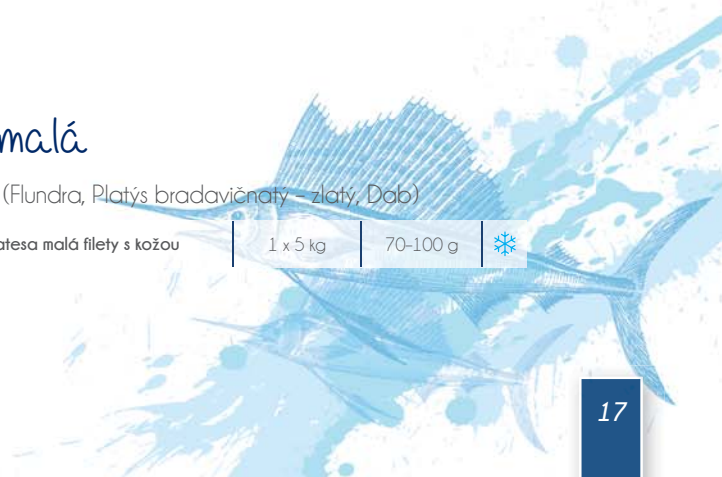 malá
(Flundra, Platýs bradavičnatý – zlatý, Dab)
atesa malá filety s kožou 1 x 5 kg 70-100 g
17